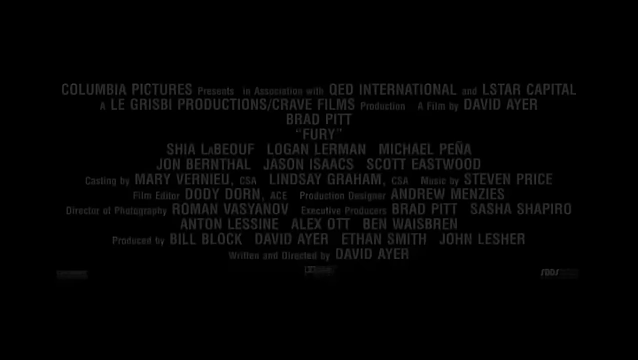 COLUMBIA PICTURES Presents in Association with QED INTERNATIONAL and LSTAR CAPITAL
A LE GRISBI PRODUCTIONS/CRAVE FILMS Production A Film by DAVID AYER
BRAD PITT
"FURY"
SHIA LaBEOUF LOGAN LERMAN MICHAEL PEÑA
JON BERNTHAL JASON ISAACS SCOTT EASTWOOD
Casting by MARY VERNIEU, CSA LINDSAY GRAHAM, CSA Music by STEVEN PRICE
Film Editor DODY DORN, ACE Production Designer ANDREW MENZIES
Director of Photography ROMAN VASYANOV Executive Producers BRAD PITT SASHA SHAPIRO
ANTON LESSINE ALEX OTT BEN WAISBREN
Produced by BILL BLOCK DAVID AYER ETHAN SMITH JOHN LESHER
Written and Directed by DAVID AYER